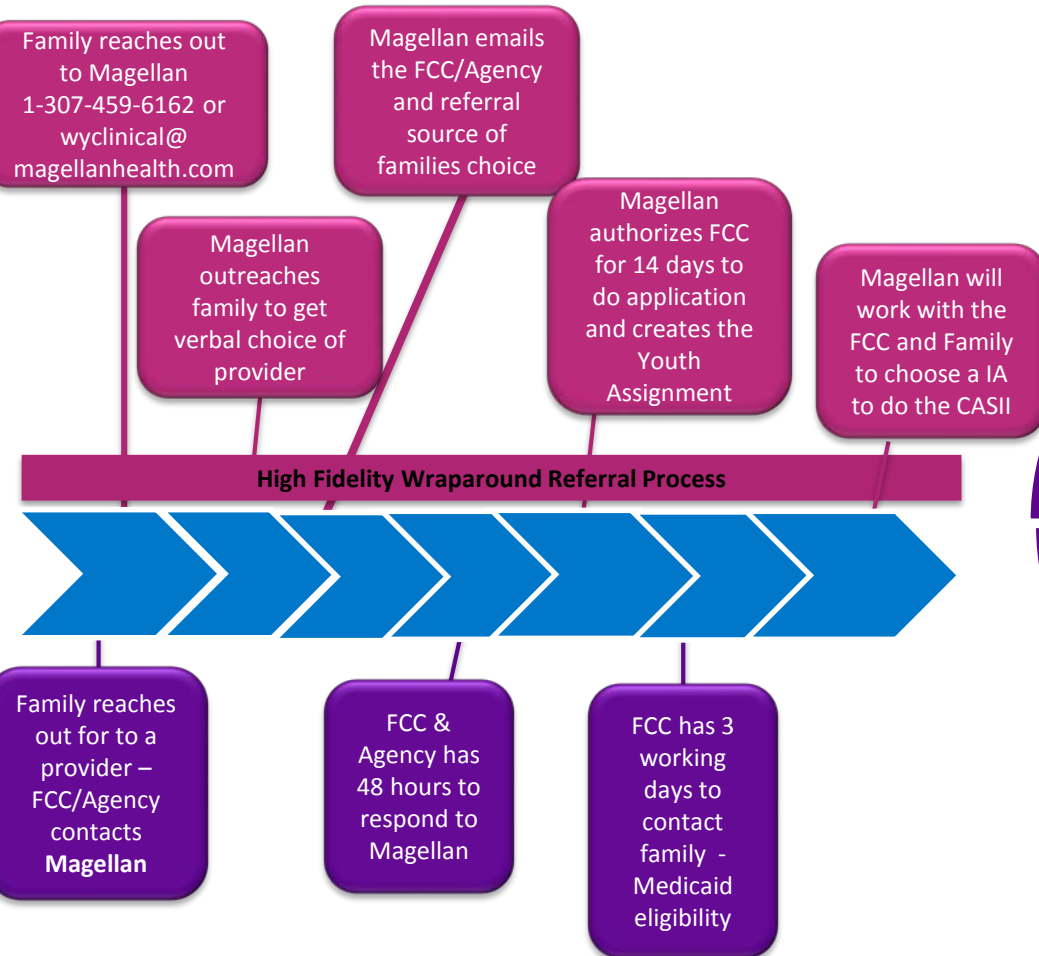 Family reaches out
to Magellan
1-307-459-6162 or
wyclinical@
magellanhealth.com
Magellan emails
the FCC/Agency
and referral
source of
families choice
Magellan
outreaches
family to get
verbal choice of
provider
Magellan
authorizes FCC
for 14 days to
do application
and creates the
Youth
Assignment
Magellan will
work with the
FCC and Family
to choose a IA
to do the CASII
High Fidelity Wraparound Referral Process
Family reaches
out for to a
provider –
FCC/Agency
contacts
Magellan
FCC &
Agency has
48 hours to
respond to
Magellan
FCC has 3
working
days to
contact
family -
Medicaid
eligibility